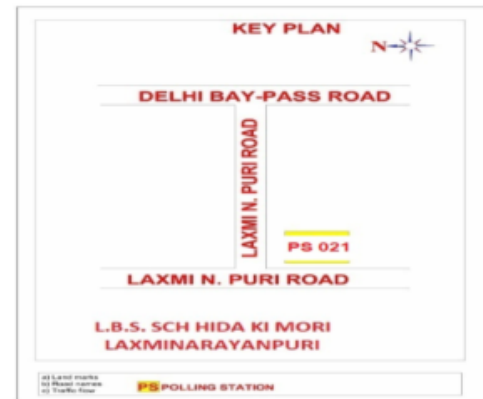 KEY PLAN
N
DELHI BAY-PASS ROAD
LAXMI N. PURI ROAD
PS 021
LAXMI N. PURI ROAD
L.B.S. SCH HIDA KI MORI
LAXMINARAYANPURI
a) Land marks
b) Road names
c) Traffic flow
PS POLLING STATION